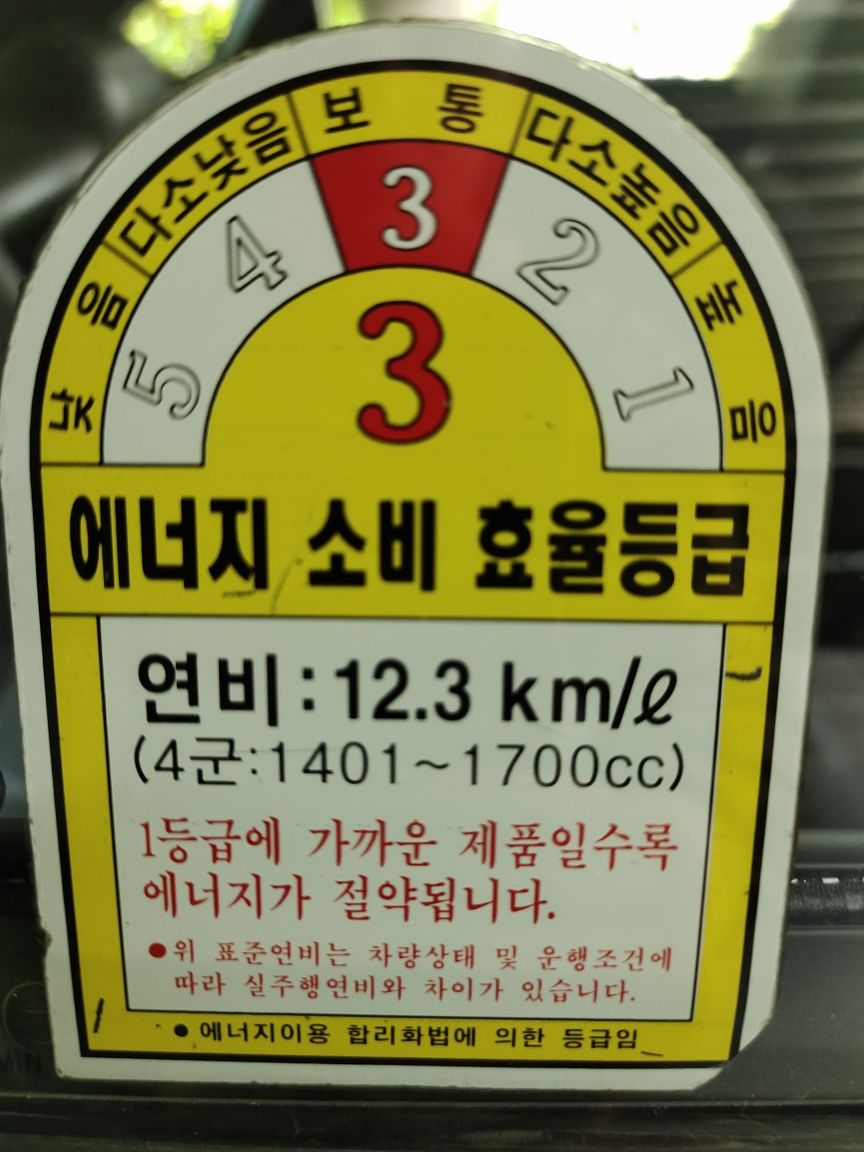 낮음 다소낮음 보통 다소높음 높음
5 4 3 2 1
3
에너지 소비 효율등급
연비:12.3 km/ℓ
(4군:1401~1700cc)
1등급에 가까운 제품일수록
에너지가 절약됩니다.
●위 표준연비는 차량상태 및 운행조건에
따라 실주행연비와 차이가 있습니다.
●에너지이용 합리화법에 의한 등급임
MIN